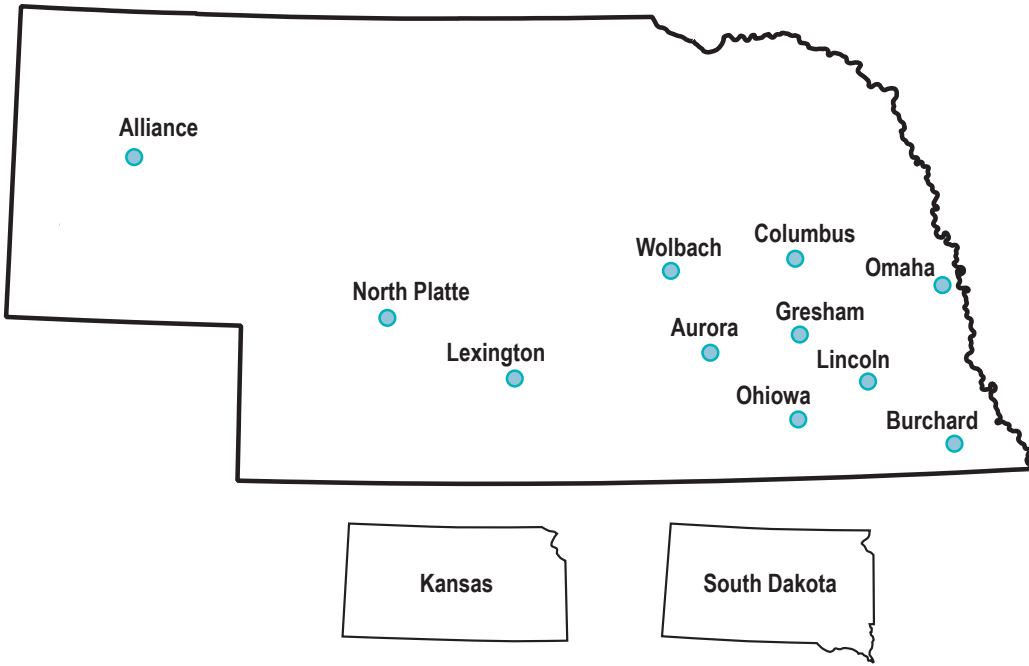 Alliance
Wolbach
Columbus
Omaha
North Platte
Aurora
Gresham
Lexington
Lincoln
Ohiowa
Burchard
Kansas
South Dakota